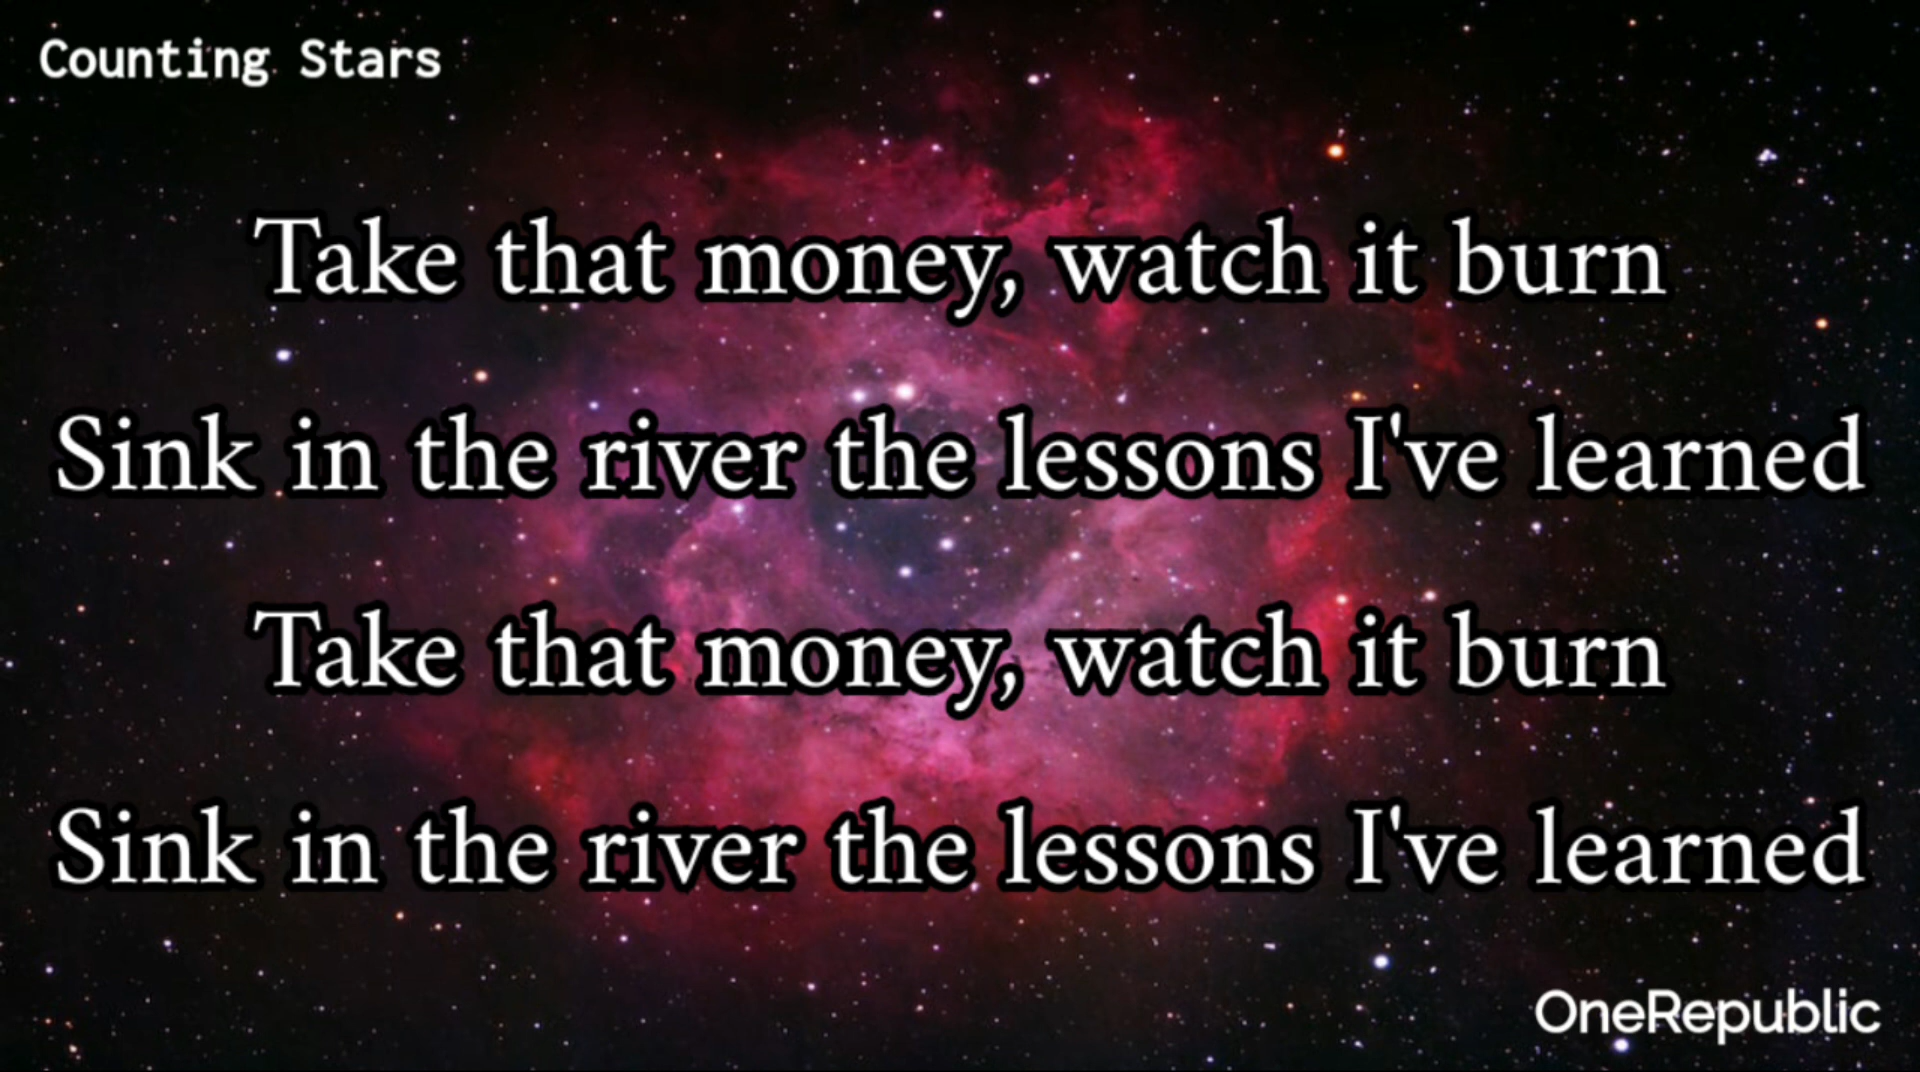 Counting Stars
Take that money, watch it burn
Sink in the river the lessons I've learned
Take that money, watch it burn
Sink in the river the lessons I've learned
OneRepublic